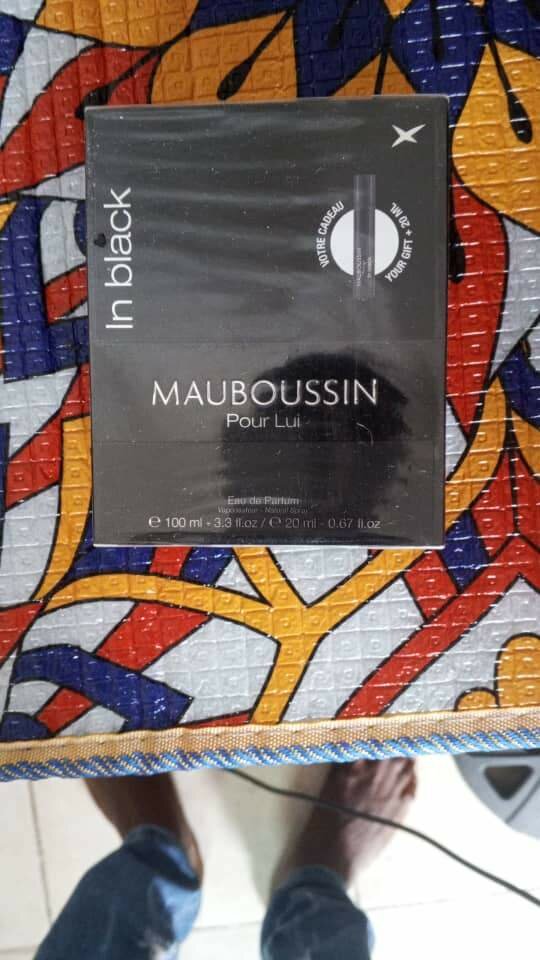 In black
VOTRE CADEAU
YOUR GIFT + 20 ML
MAUBOUSSIN
MAUBOUSSIN
Pour Lui
Eau de Parfum
Vaporisateur - Natural Spray
℮ 100 ml - 3.3 fl.oz / ℮ 20 ml - 0.67 fl.oz